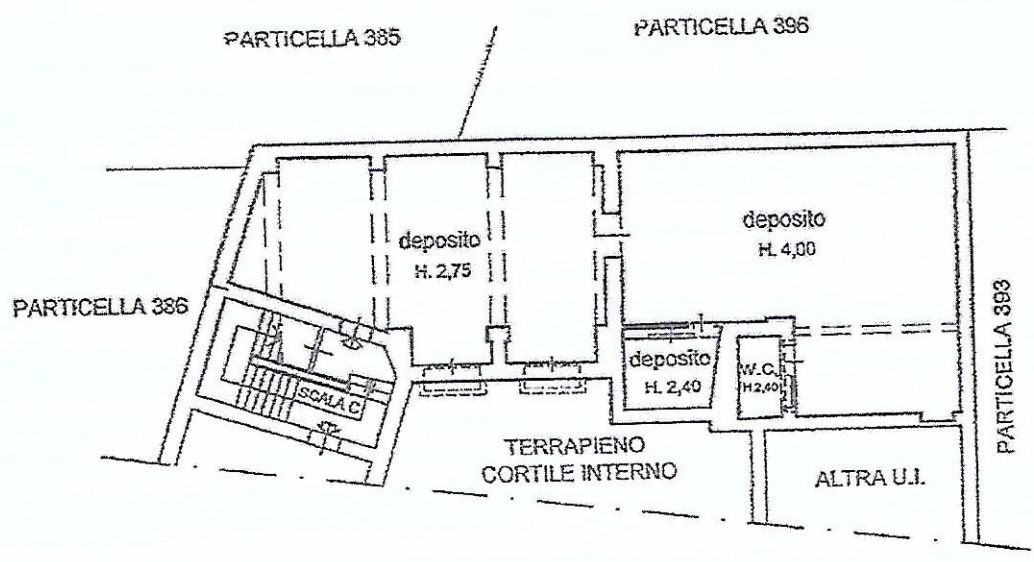 PARTICELLA 385
PARTICELLA 396
deposito
H. 2,75
deposito
H. 4,00
PARTICELLA 386
PARTICELLA 393
deposito
H. 2,40
W.C.
H 2,40
SCALA C
TERRAPIENO
CORTILE INTERNO
ALTRA U.I.